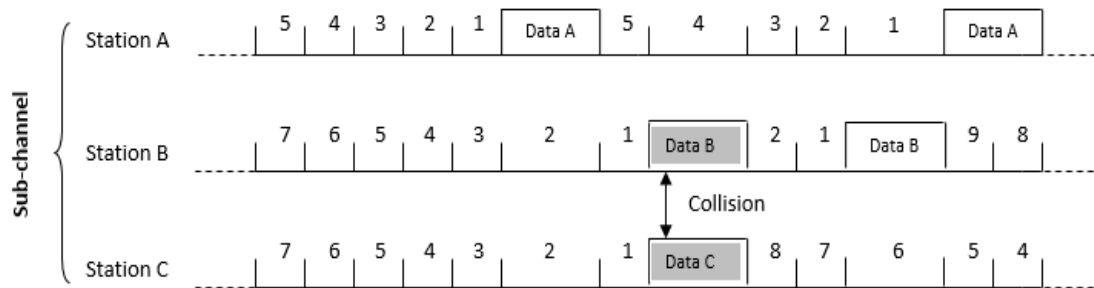 Sub-channel
Station A
5 4 3 2 1 Data A 5 4 3 2 1 Data A
Station B
7 6 5 4 3 2 1 Data B 2 1 Data B 9 8
Collision
Station C
7 6 5 4 3 2 1 Data C 8 7 6 5 4